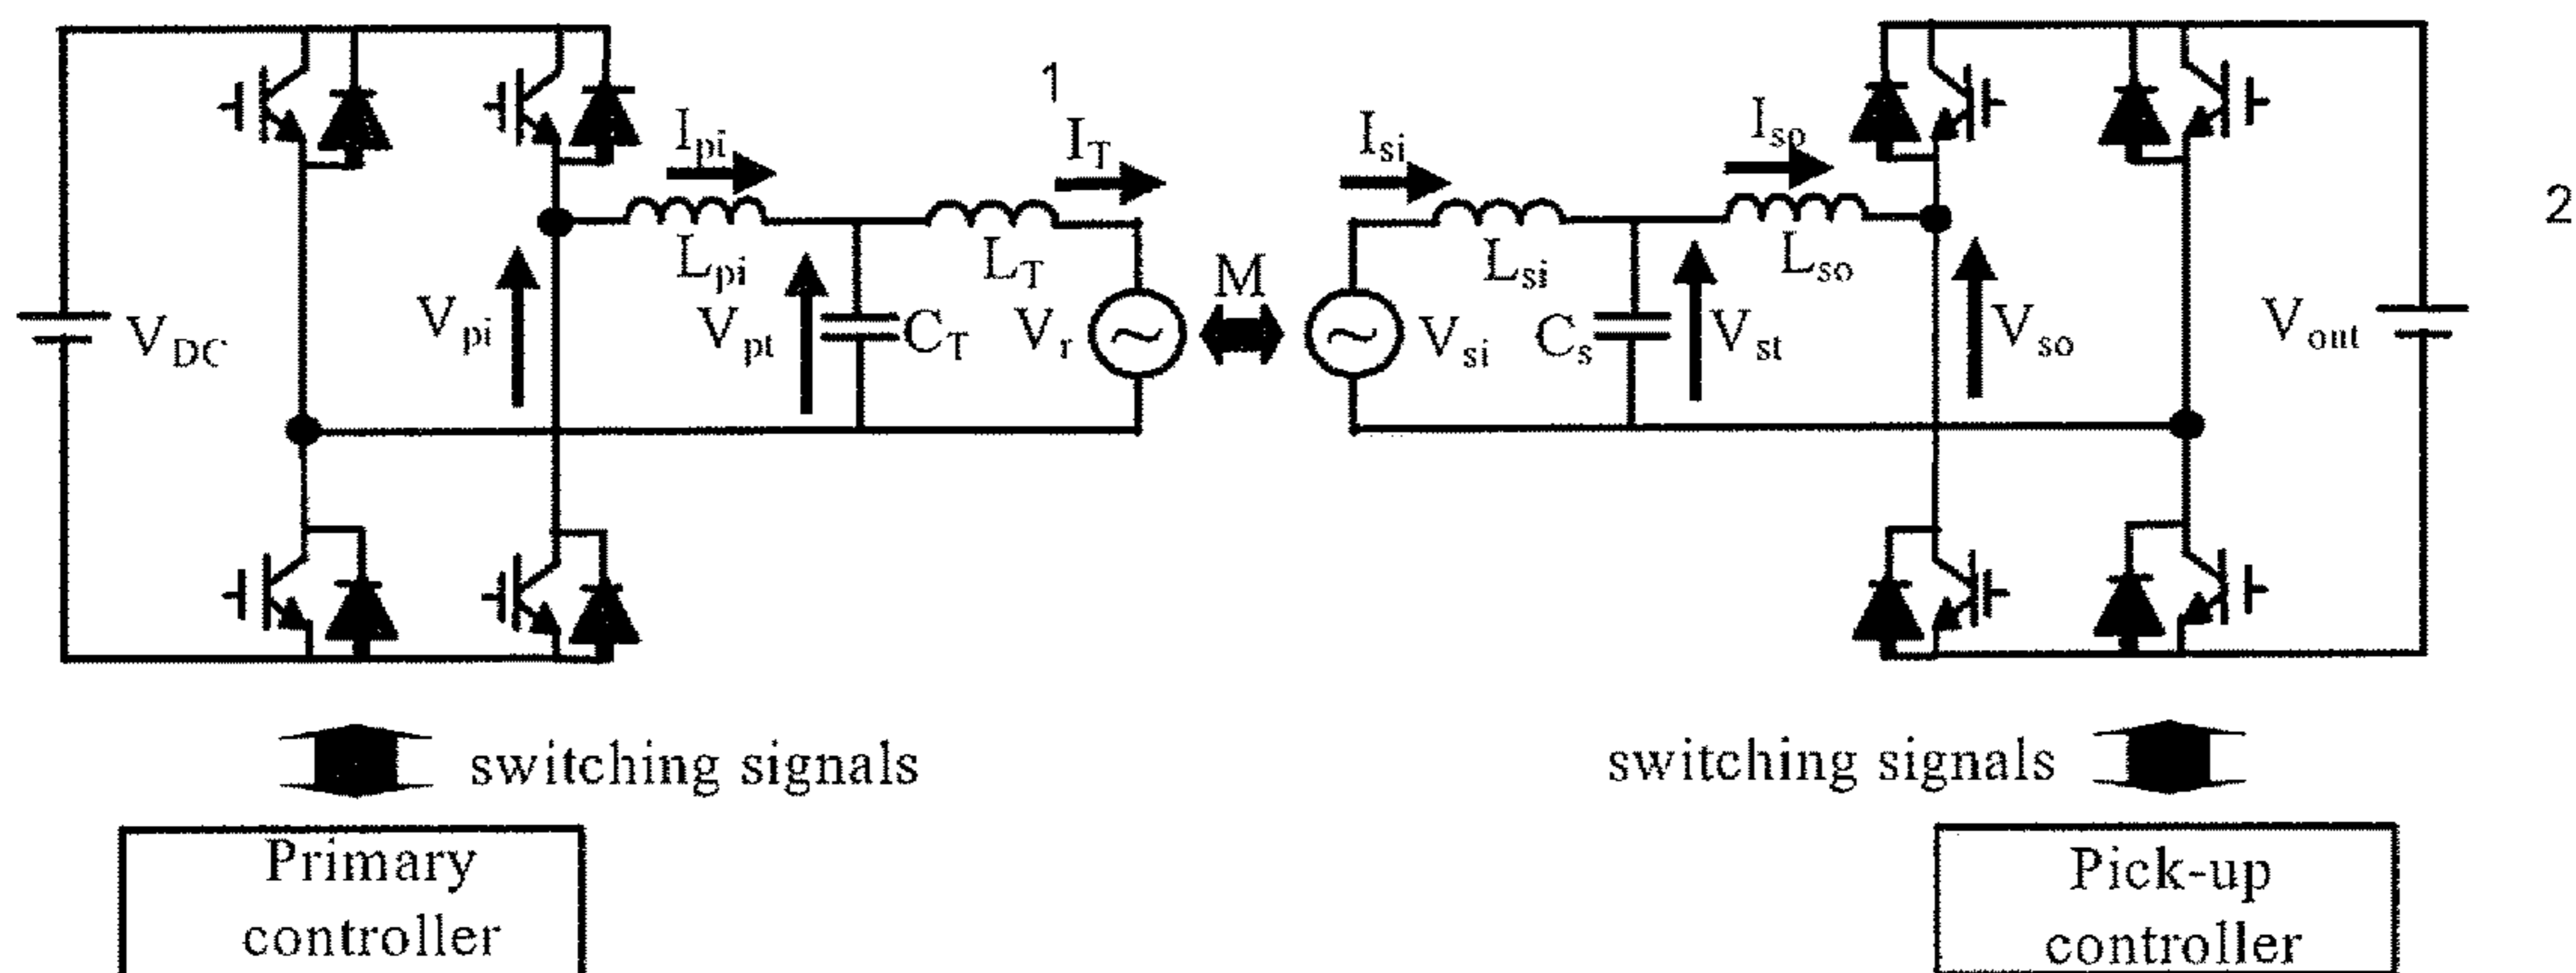 1
2
I_pi
I_T
I_si
I_so
L_pi
L_T
L_si
L_so
M
V_DC
V_pi
V_pt
C_T
V_r
V_si
C_s
V_st
V_so
V_out
switching signals
switching signals
Primary
controller
Pick-up
controller